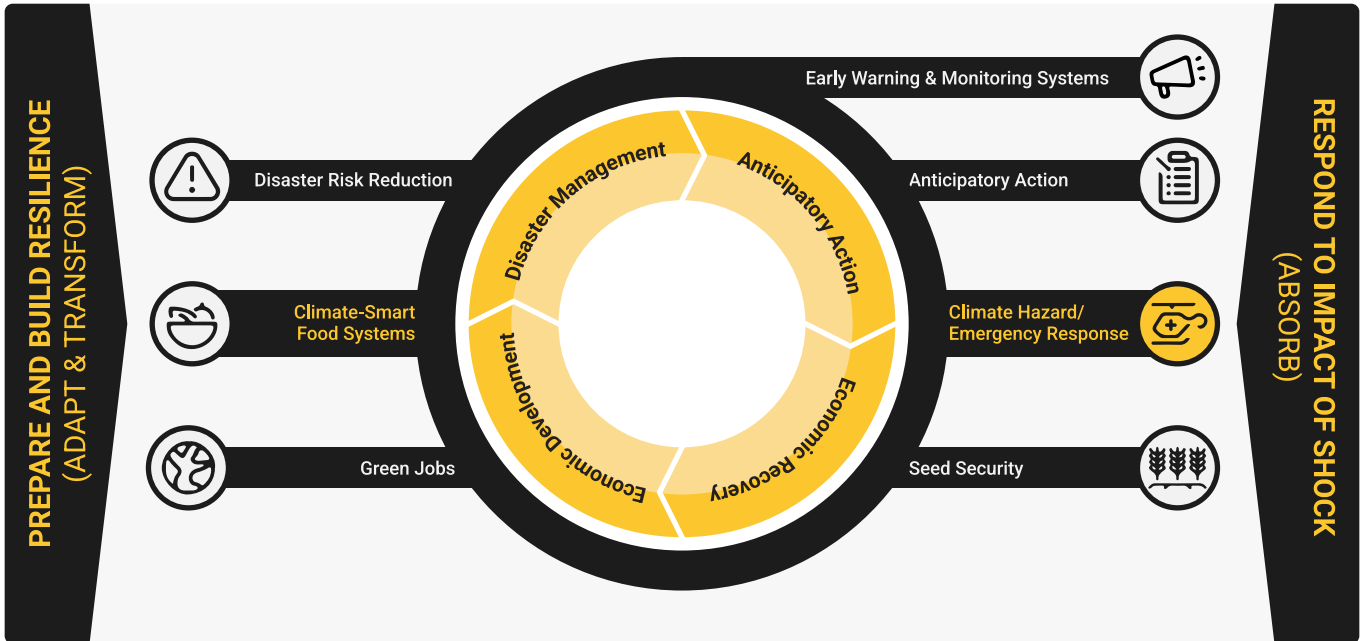 PREPARE AND BUILD RESILIENCE
(ADAPT & TRANSFORM)
Disaster Risk Reduction
Climate-Smart
Food Systems
Green Jobs
Disaster Management
Anticipatory Action
Economic Recovery
Economic Development
Early Warning & Monitoring Systems
Anticipatory Action
Climate Hazard/
Emergency Response
Seed Security
RESPOND TO IMPACT OF SHOCK
(ABSORB)